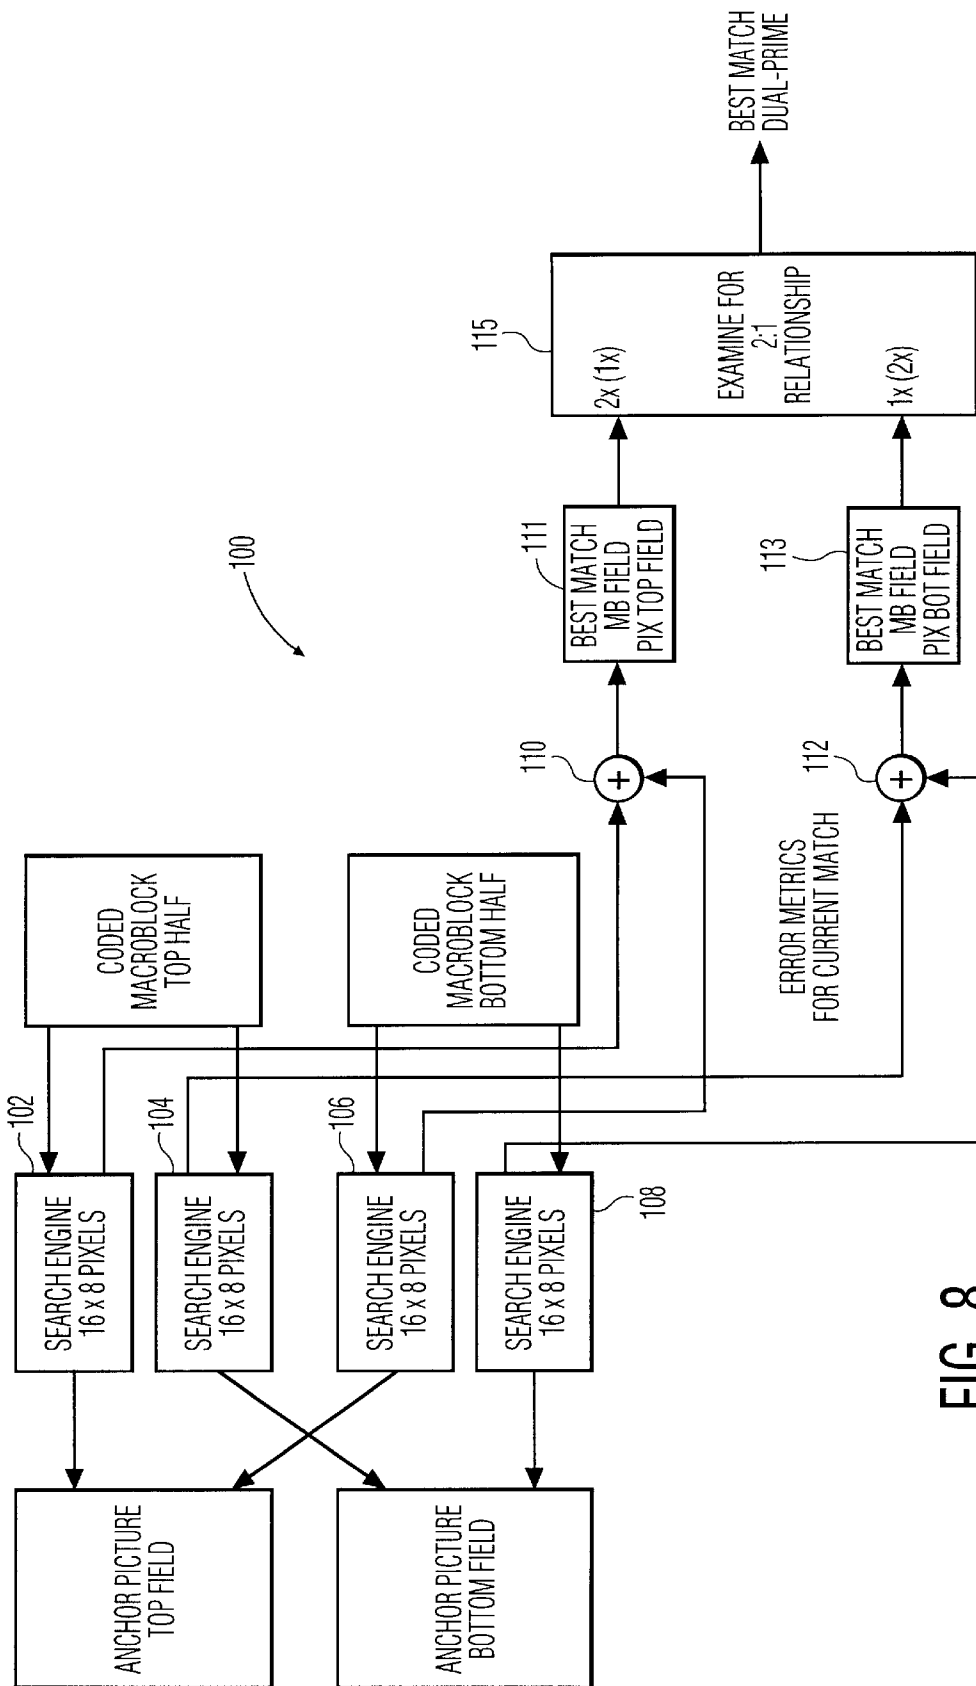 100
ANCHOR PICTURE
TOP FIELD
ANCHOR PICTURE
BOTTOM FIELD
102
SEARCH ENGINE
16 x 8 PIXELS
104
SEARCH ENGINE
16 x 8 PIXELS
106
SEARCH ENGINE
16 x 8 PIXELS
108
SEARCH ENGINE
16 x 8 PIXELS
CODED
MACROBLOCK
TOP HALF
CODED
MACROBLOCK
BOTTOM HALF
ERROR METRICS
FOR CURRENT MATCH
110
+
112
+
111
BEST MATCH
MB FIELD
PIX TOP FIELD
113
BEST MATCH
MB FIELD
PIX BOT FIELD
115
2x (1x)
EXAMINE FOR
2:1
RELATIONSHIP
1x (2x)
BEST MATCH
DUAL-PRIME
FIG. 8